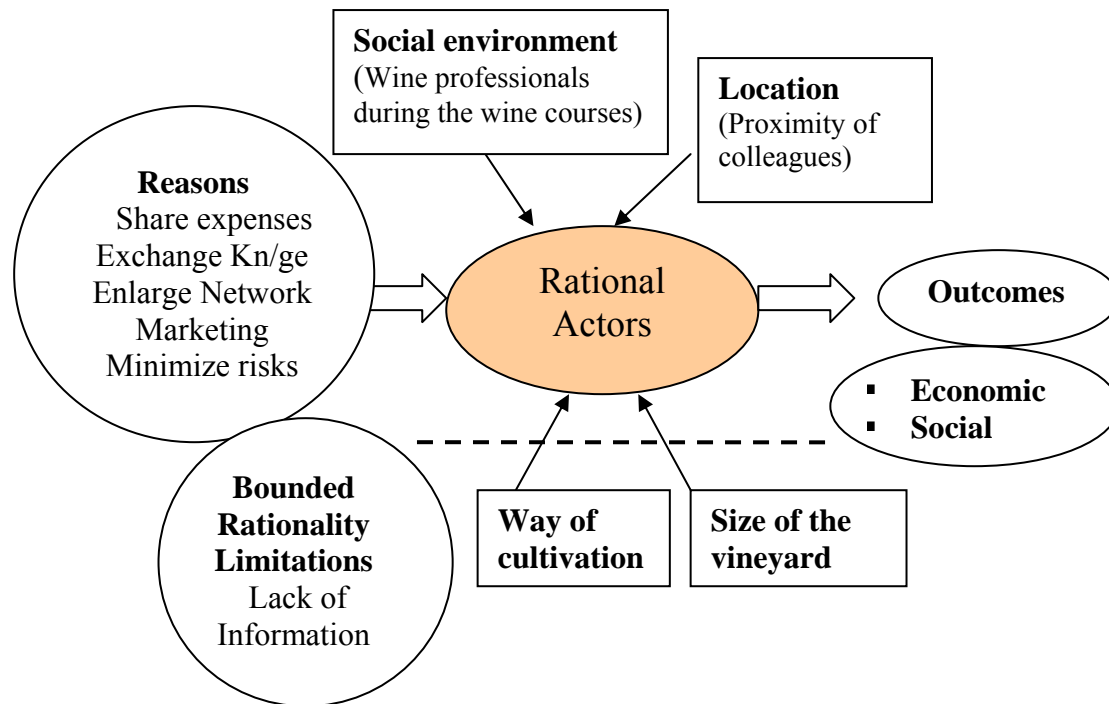 Social environment
(Wine professionals
during the wine courses)
Location
(Proximity of
colleagues)
Reasons
Share expenses
Exchange Kn/ge
Enlarge Network
Marketing
Minimize risks
Rational
Actors
Outcomes
▪ Economic
▪ Social
Bounded
Rationality
Limitations
Lack of
Information
Way of
cultivation
Size of the
vineyard